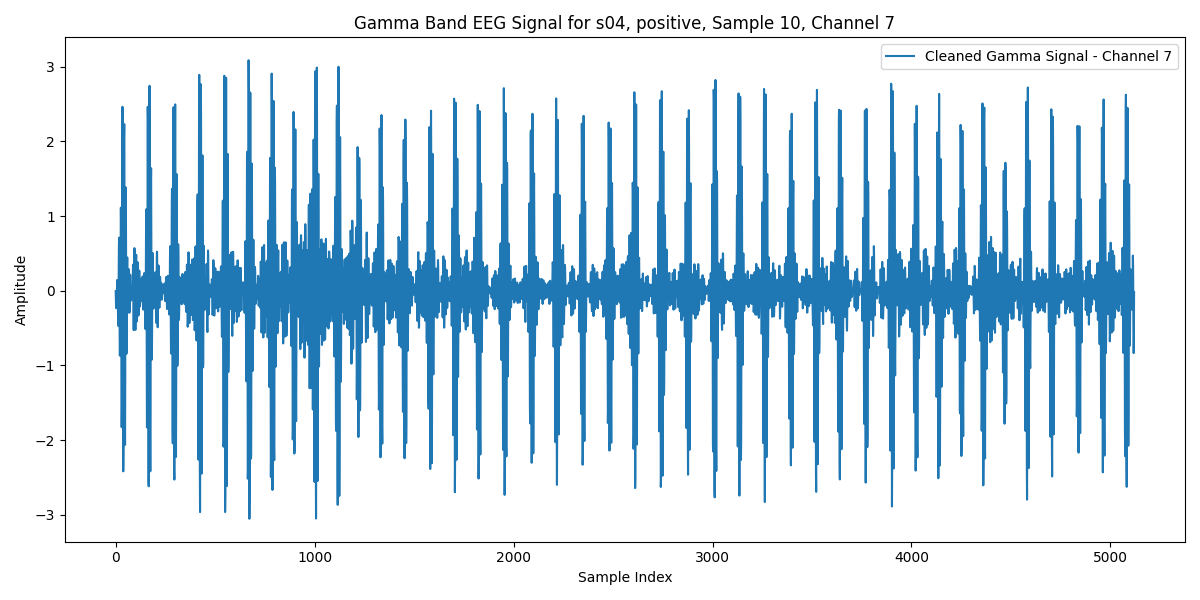 Gamma Band EEG Signal for s04, positive, Sample 10, Channel 7
Cleaned Gamma Signal - Channel 7
Amplitude
3
2
1
0
−1
−2
−3
0 1000 2000 3000 4000 5000
Sample Index